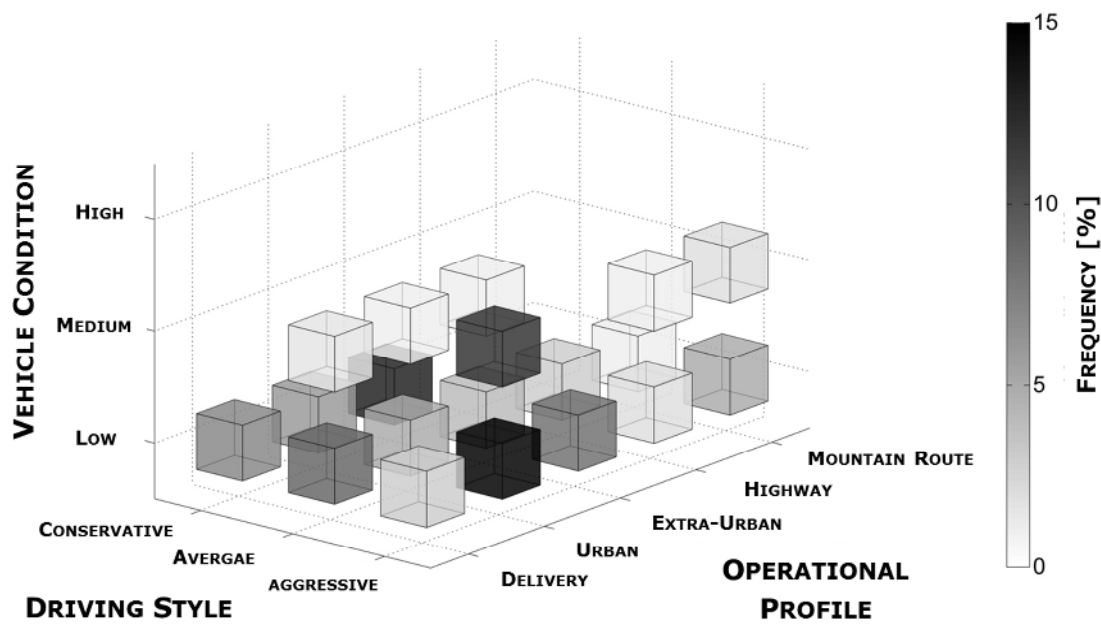 15
10
5
0
FREQUENCY [%]
VEHICLE CONDITION
HIGH
MEDIUM
LOW
CONSERVATIVE
AVERGAE
AGGRESSIVE
DRIVING STYLE
MOUNTAIN ROUTE
HIGHWAY
EXTRA-URBAN
URBAN
DELIVERY
OPERATIONAL
PROFILE